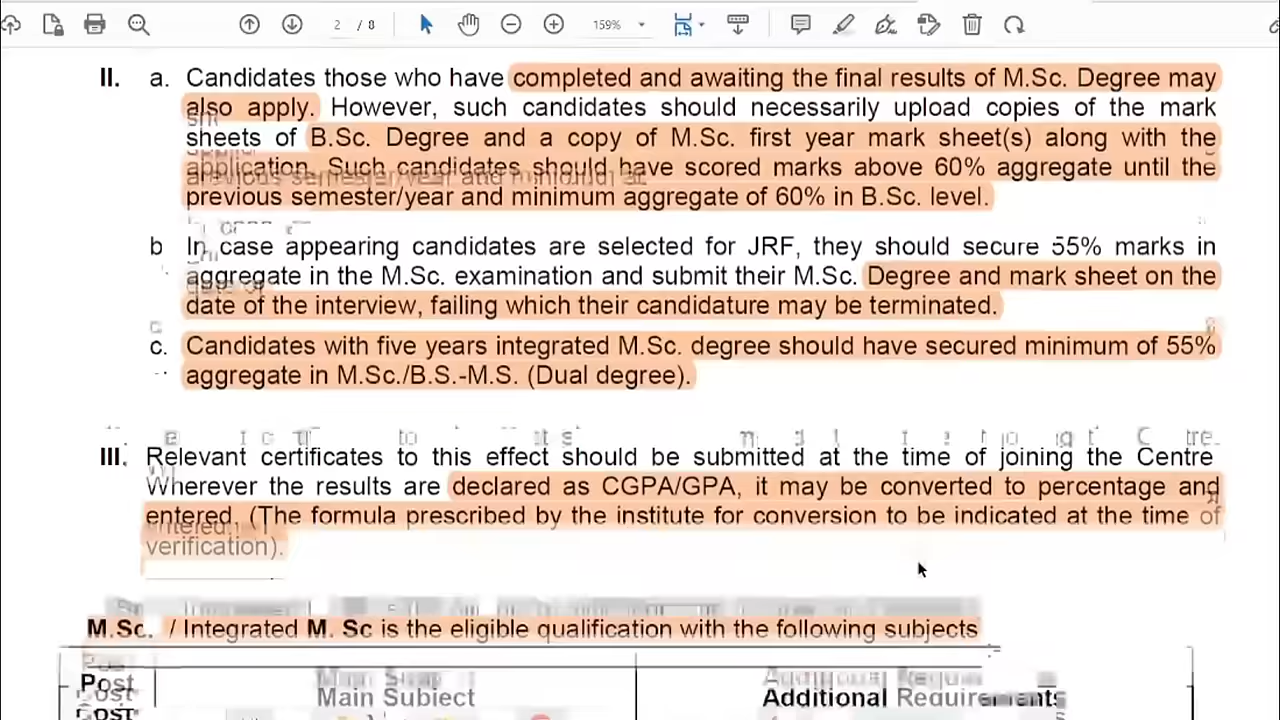 2 / 8 159%
II. a. Candidates those who have completed and awaiting the final results of M.Sc. Degree may
also apply. However, such candidates should necessarily upload copies of the mark
sheets of B.Sc. Degree and a copy of M.Sc. first year mark sheet(s) along with the
application. Such candidates should have scored marks above 60% aggregate until the
previous semester/year and minimum aggregate of 60% in B.Sc. level.
b In case appearing candidates are selected for JRF, they should secure 55% marks in
aggregate in the M.Sc. examination and submit their M.Sc. Degree and mark sheet on the
date of the interview, failing which their candidature may be terminated.
c. Candidates with five years integrated M.Sc. degree should have secured minimum of 55%
aggregate in M.Sc./B.S.-M.S. (Dual degree).
III. Relevant certificates to this effect should be submitted at the time of joining the Centre
Wherever the results are declared as CGPA/GPA, it may be converted to percentage and
entered. (The formula prescribed by the institute for conversion to be indicated at the time of
verification).
M.Sc. / Integrated M. Sc is the eligible qualification with the following subjects
Post Main Subject Additional Requirements